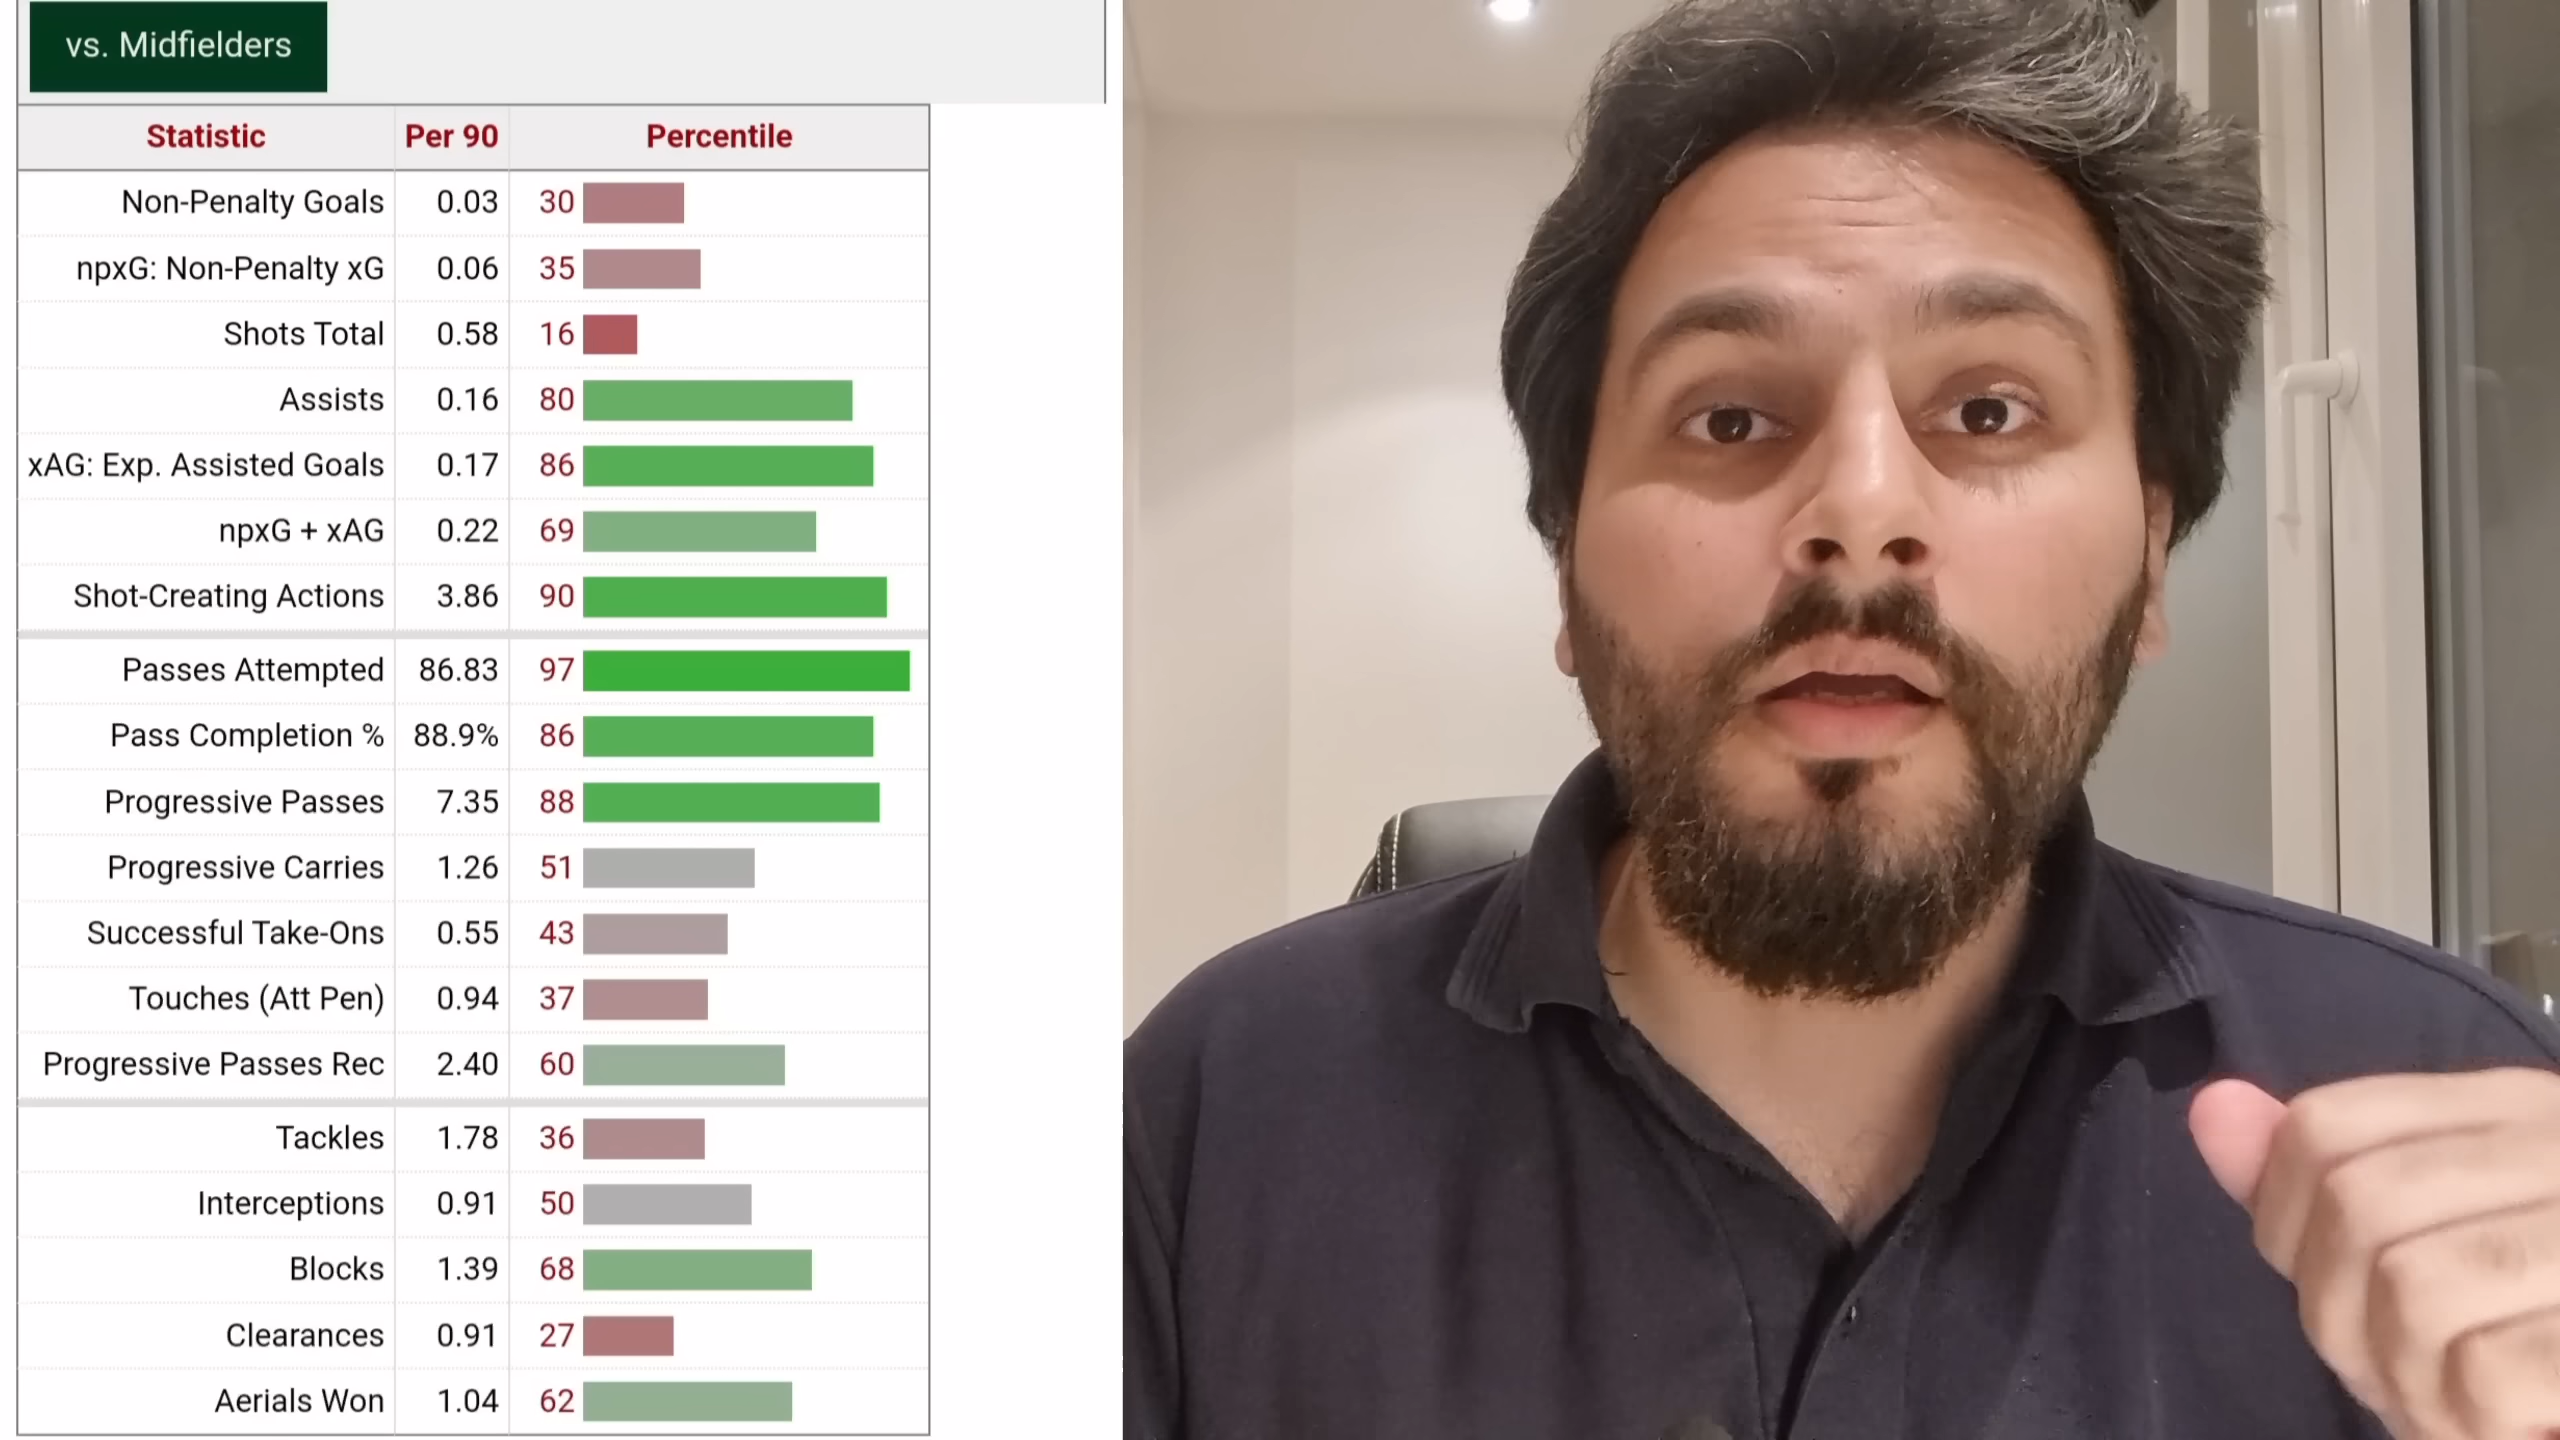 vs. Midfielders
Statistic Per 90 Percentile
Non-Penalty Goals 0.03 30
npxG: Non-Penalty xG 0.06 35
Shots Total 0.58 16
Assists 0.16 80
xAG: Exp. Assisted Goals 0.17 86
npxG + xAG 0.22 69
Shot-Creating Actions 3.86 90
Passes Attempted 86.83 97
Pass Completion % 88.9% 86
Progressive Passes 7.35 88
Progressive Carries 1.26 51
Successful Take-Ons 0.55 43
Touches (Att Pen) 0.94 37
Progressive Passes Rec 2.40 60
Tackles 1.78 36
Interceptions 0.91 50
Blocks 1.39 68
Clearances 0.91 27
Aerials Won 1.04 62